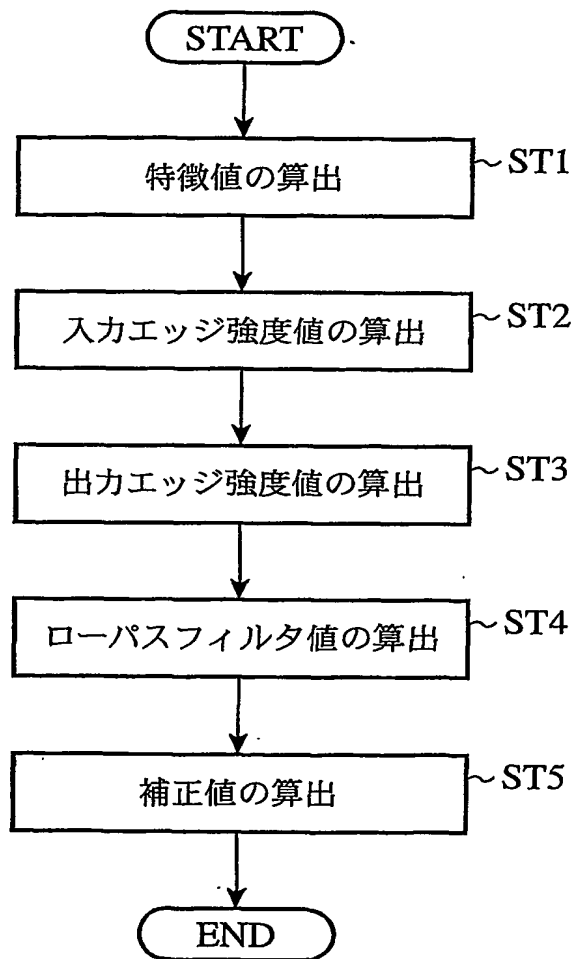 START
特徴値の算出
~ST1
入力エッジ強度値の算出
~ST2
出力エッジ強度値の算出
~ST3
ローパスフィルタ値の算出
~ST4
補正値の算出
~ST5
END